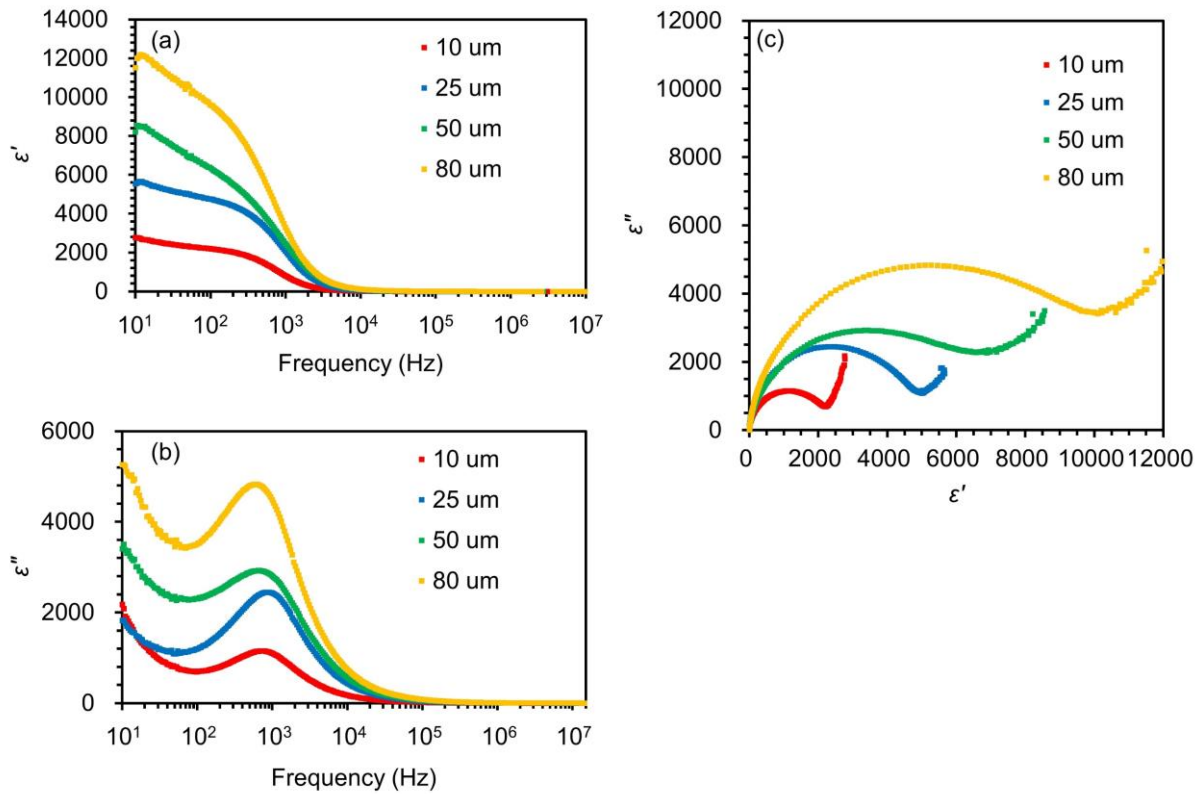 (a)
14000
12000
10000
8000
6000
4000
2000
0
ε'
10 um
25 um
50 um
80 um
10¹ 10² 10³ 10⁴ 10⁵ 10⁶ 10⁷
Frequency (Hz)
(b)
6000
4000
2000
0
ε"
10 um
25 um
50 um
80 um
10¹ 10² 10³ 10⁴ 10⁵ 10⁶ 10⁷
Frequency (Hz)
(c)
12000
10000
8000
6000
4000
2000
0
ε"
10 um
25 um
50 um
80 um
0 2000 4000 6000 8000 10000 12000
ε'